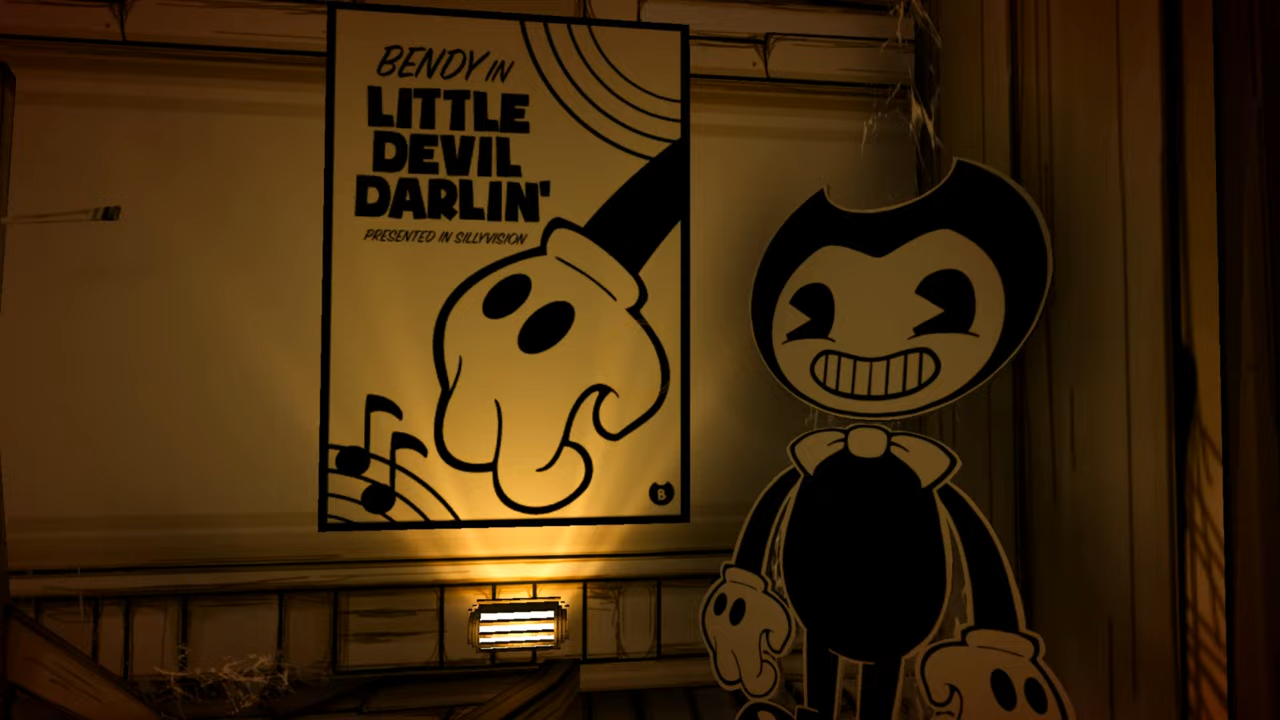 BENDY IN
LITTLE
DEVIL
DARLIN'
PRESENTED IN SILLYVISION
B